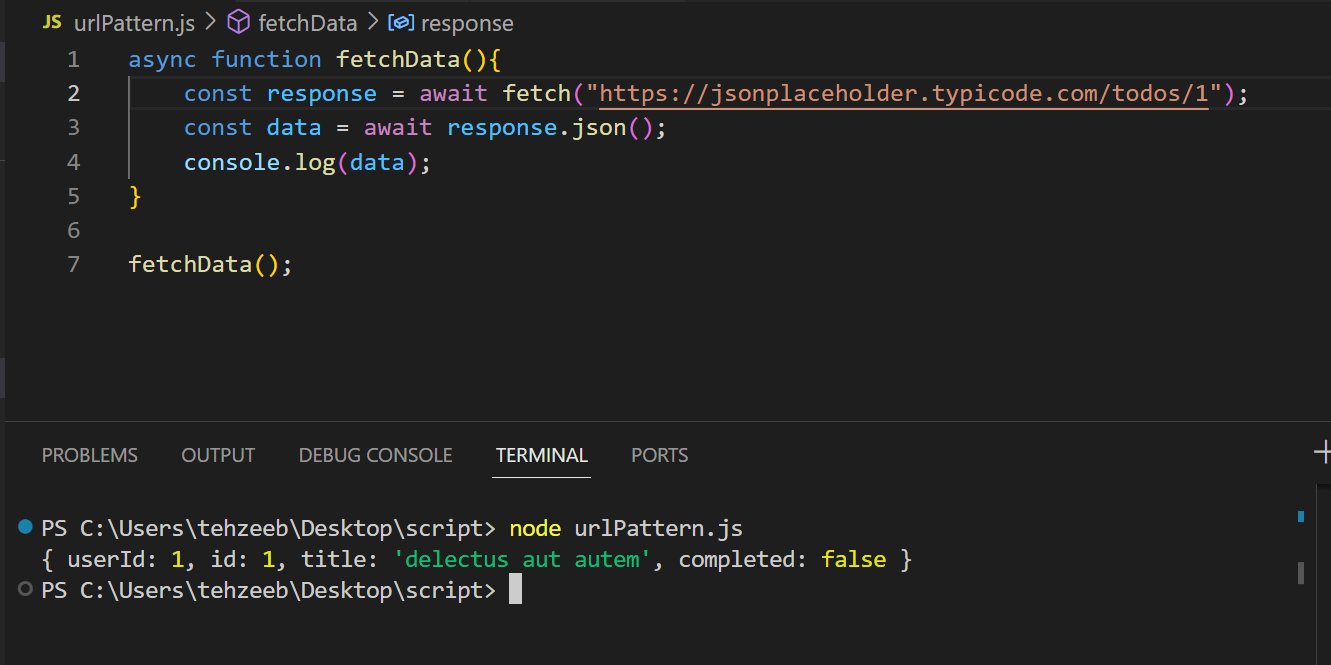 JS urlPattern.js > fetchData > response
1 async function fetchData(){
2 const response = await fetch("https://jsonplaceholder.typicode.com/todos/1");
3 const data = await response.json();
4 console.log(data);
5 }
6
7 fetchData();
PROBLEMS OUTPUT DEBUG CONSOLE TERMINAL PORTS
PS C:\Users\tehzeeb\Desktop\script> node urlPattern.js
{ userId: 1, id: 1, title: 'delectus aut autem', completed: false }
PS C:\Users\tehzeeb\Desktop\script>